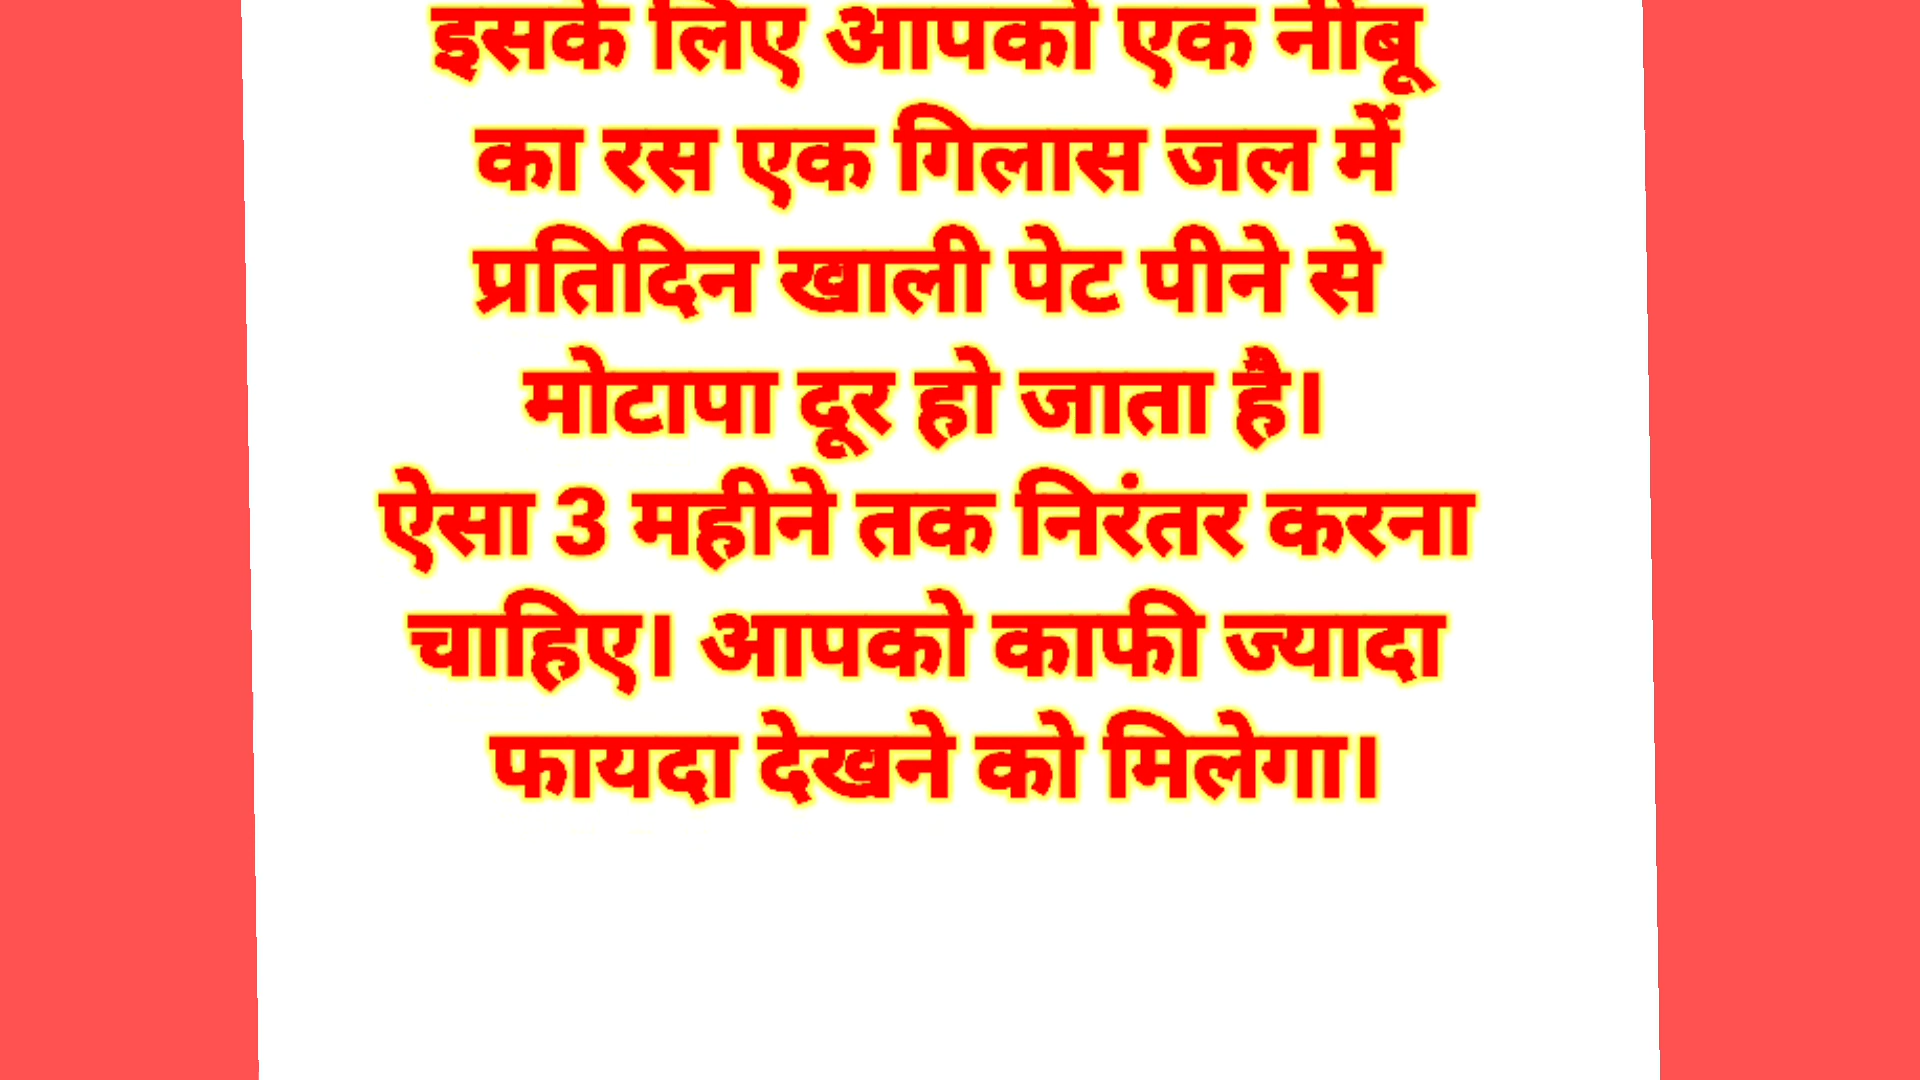 इसके लिए आपको एक नींबू
का रस एक गिलास जल में
प्रतिदिन खाली पेट पीने से
मोटापा दूर हो जाता है।
ऐसा 3 महीने तक निरंतर करना
चाहिए। आपको काफी ज्यादा
फायदा देखने को मिलेगा।